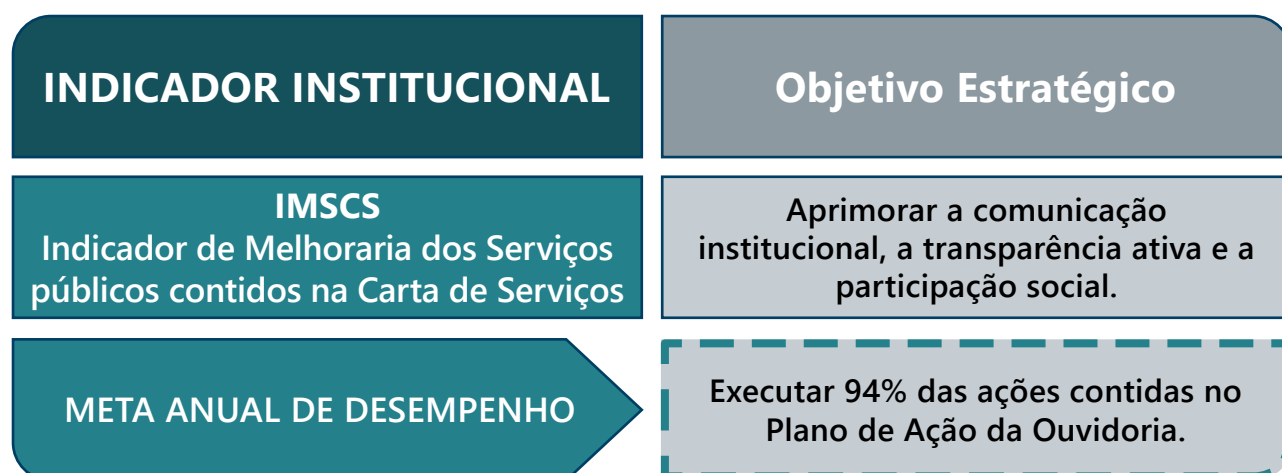 INDICADOR INSTITUCIONAL
Objetivo Estratégico
IMSCS
Indicador de Melhoraria dos Serviços
públicos contidos na Carta de Serviços
Aprimorar a comunicação
institucional, a transparência ativa e a
participação social.
META ANUAL DE DESEMPENHO
Executar 94% das ações contidas no
Plano de Ação da Ouvidoria.